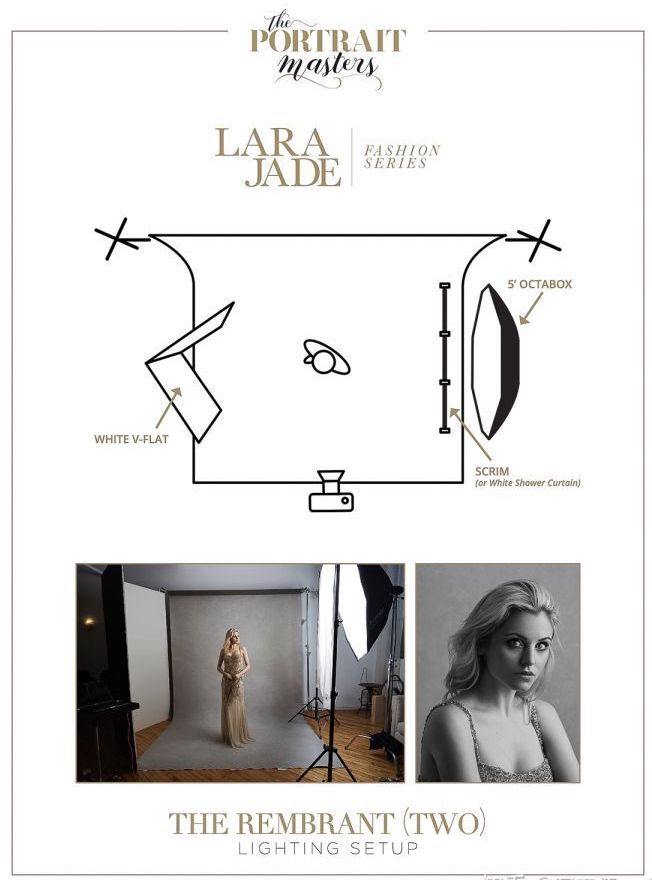 the
PORTRAIT
masters
LARA
JADE
FASHION
SERIES
5' OCTABOX
WHITE V-FLAT
SCRIM
(or White Shower Curtain)
THE REMBRANT (TWO)
LIGHTING SETUP